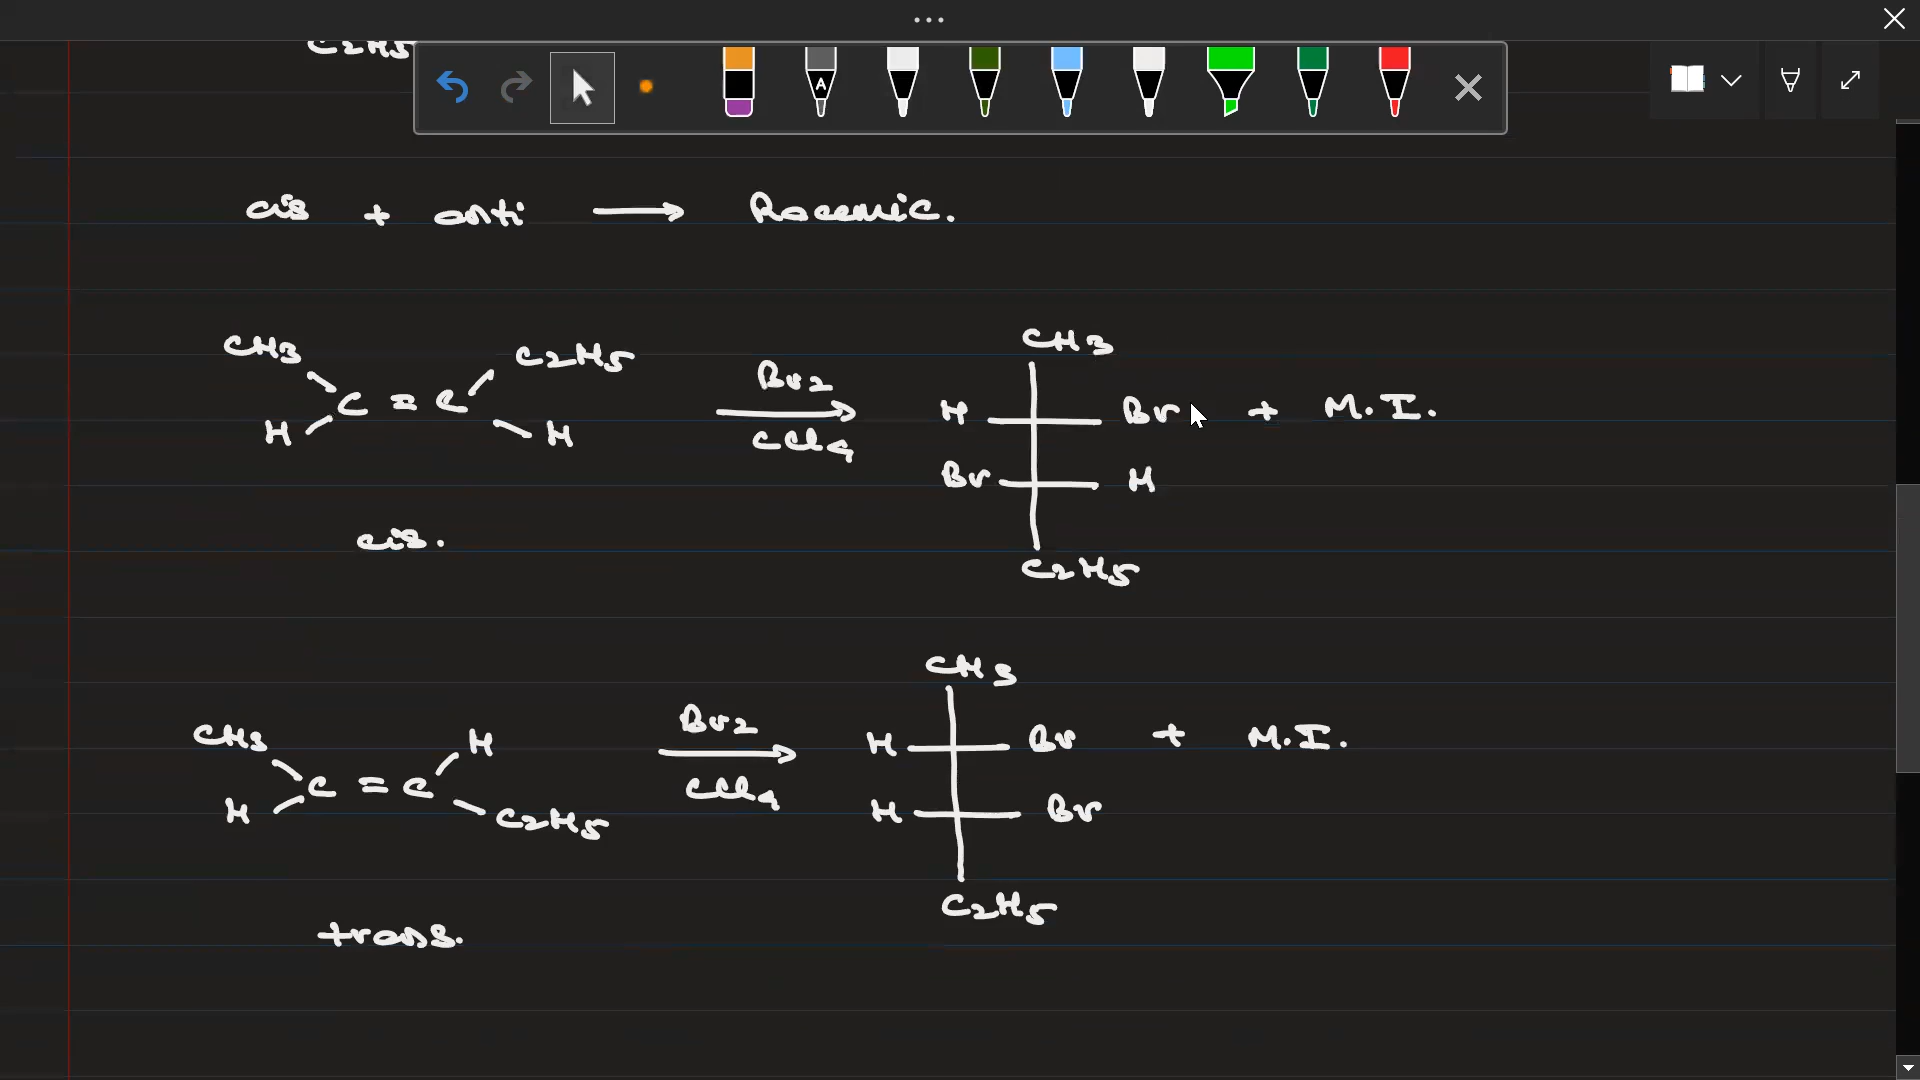 C2H5
A
cis + anti ⟶ Racemic.
CH3 C2H5 CH3
Br2
C = C H Br + M.I.
H H CCl4
Br H
cis.
C2H5
CH3
CH3 H Br2 H Br + M.I.
C = C CCl4
H C2H5 H Br
C2H5
trans.